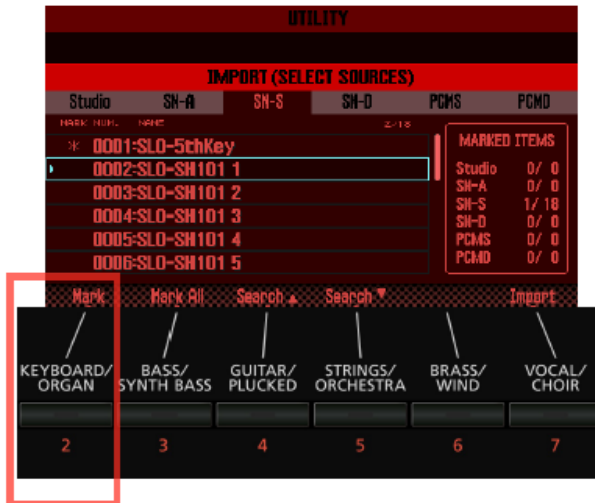 UTILITY
IMPORT (SELECT SOURCES)
Studio SN-A SN-S SN-D PCMS PCMD
MARK NUM. NAME 2/18
* 0001:SLO-5thKey
0002:SLO-SH101 1
0003:SLO-SH101 2
0004:SLO-SH101 3
0005:SLO-SH101 4
0006:SLO-SH101 5
MARKED ITEMS
Studio 0/ 0
SN-A 0/ 0
SN-S 1/ 18
SN-D 0/ 0
PCMS 0/ 0
PCMD 0/ 0
Mark Mark All Search ▲ Search ▼ Import
KEYBOARD/ BASS/ GUITAR/ STRINGS/ BRASS/ VOCAL/
ORGAN SYNTH BASS PLUCKED ORCHESTRA WIND CHOIR
2 3 4 5 6 7